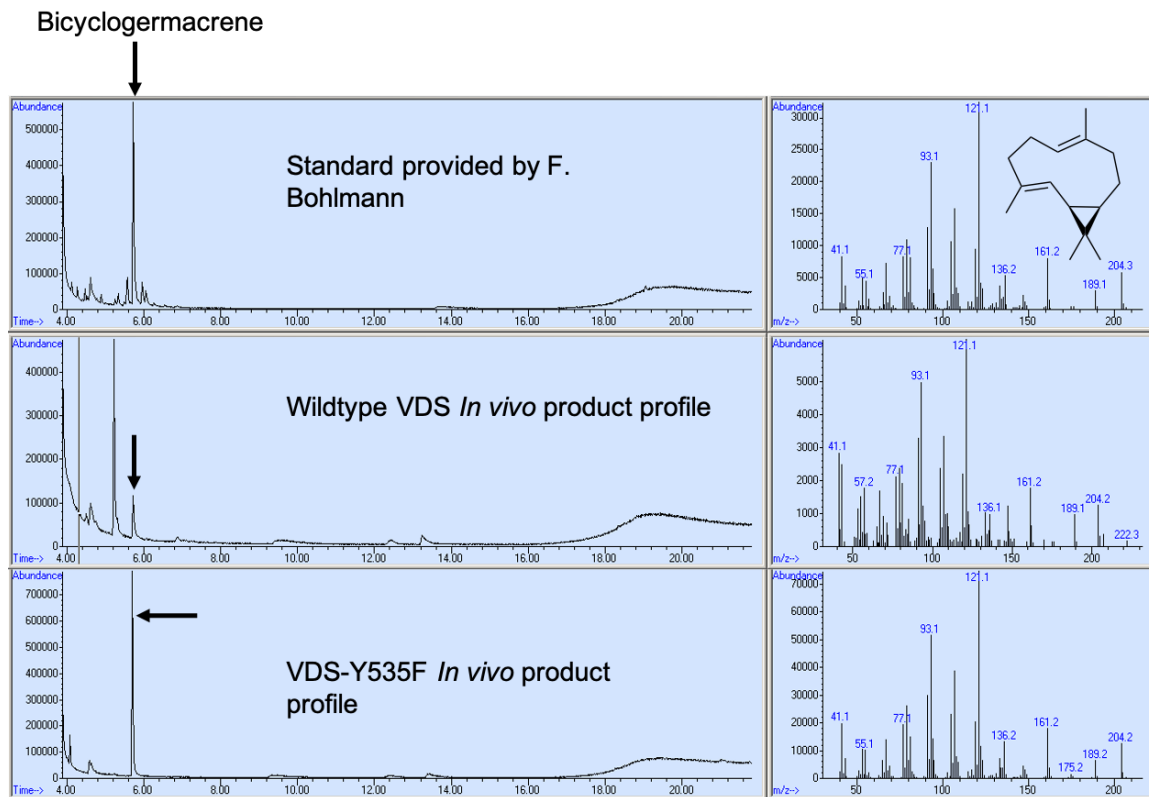 Bicyclogermacrene
Abundance
500000
400000
300000
200000
100000
0
Time-->
4.00 6.00 8.00 10.00 12.00 14.00 16.00 18.00 20.00
Standard provided by F.
Bohlmann
Abundance
30000
25000
20000
15000
10000
5000
0
m/z-->
50 100 150 200
41.1 55.1 77.1 93.1 121.1 136.2 161.2 189.1 204.3
Abundance
400000
300000
200000
100000
0
Time-->
4.00 6.00 8.00 10.00 12.00 14.00 16.00 18.00 20.00
Wildtype VDS In vivo product profile
Abundance
5000
4000
3000
2000
1000
0
m/z-->
50 100 150 200
41.1 57.2 77.1 93.1 121.1 136.1 161.2 189.1 204.2 222.3
Abundance
700000
600000
500000
400000
300000
200000
100000
0
Time-->
4.00 6.00 8.00 10.00 12.00 14.00 16.00 18.00 20.00
VDS-Y535F In vivo product
profile
Abundance
70000
60000
50000
40000
30000
20000
10000
0
m/z-->
50 100 150 200
41.1 55.1 77.1 93.1 121.1 136.2 161.2 175.2 189.2 204.2